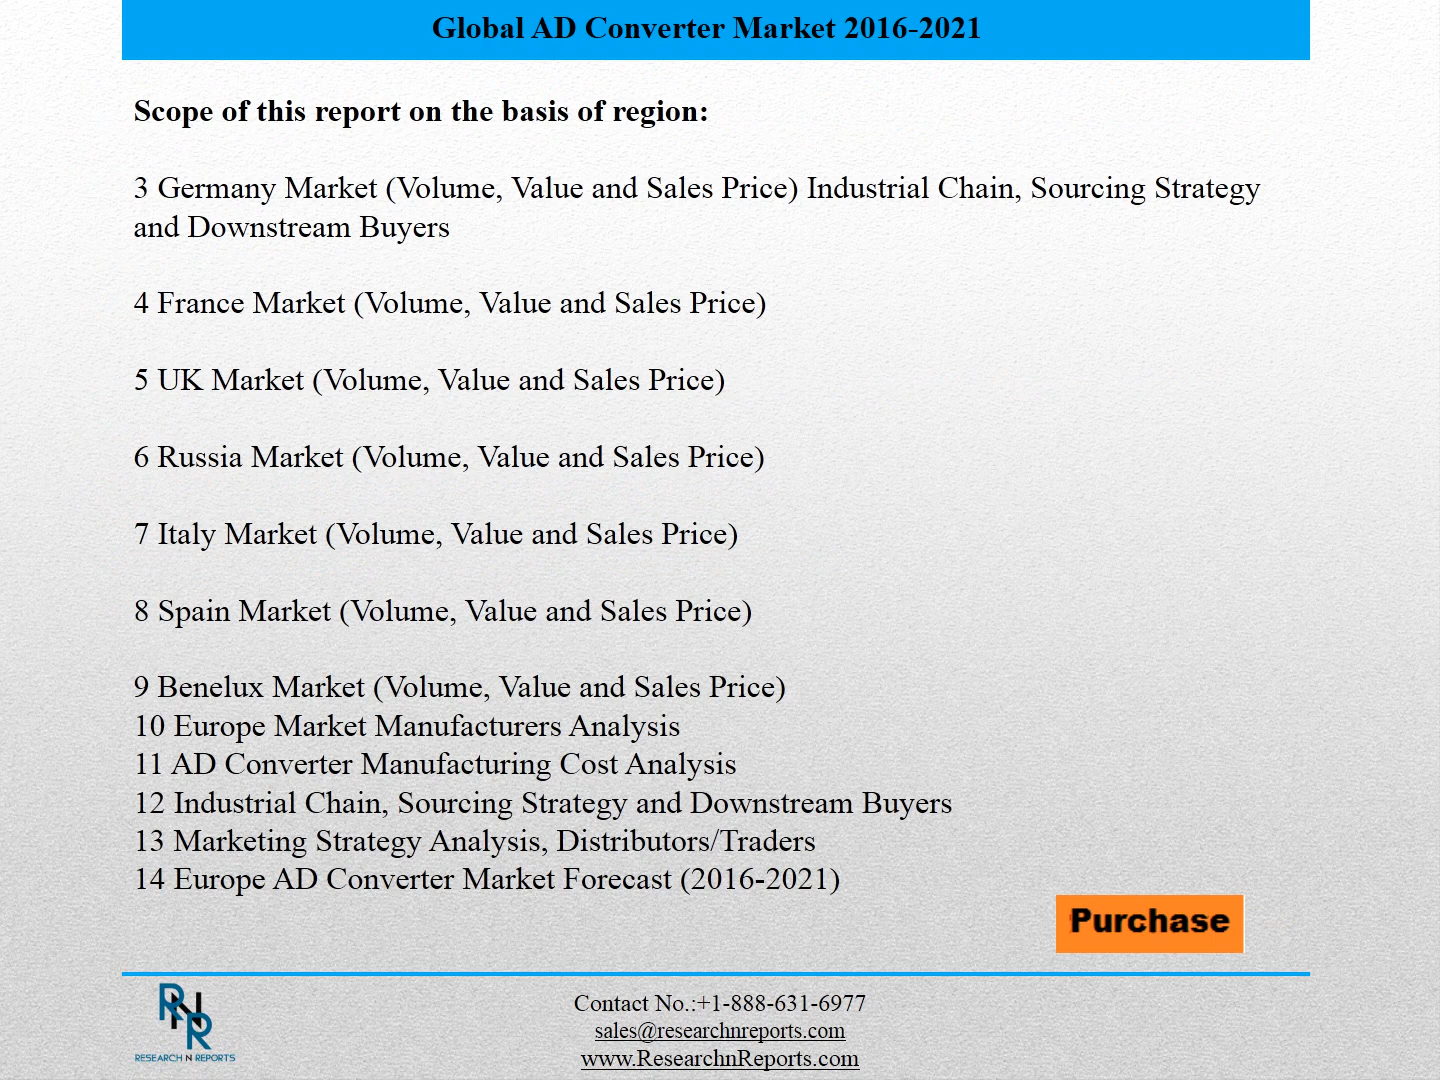 Global AD Converter Market 2016-2021
Scope of this report on the basis of region:
3 Germany Market (Volume, Value and Sales Price) Industrial Chain, Sourcing Strategy
and Downstream Buyers
4 France Market (Volume, Value and Sales Price)
5 UK Market (Volume, Value and Sales Price)
6 Russia Market (Volume, Value and Sales Price)
7 Italy Market (Volume, Value and Sales Price)
8 Spain Market (Volume, Value and Sales Price)
9 Benelux Market (Volume, Value and Sales Price)
10 Europe Market Manufacturers Analysis
11 AD Converter Manufacturing Cost Analysis
12 Industrial Chain, Sourcing Strategy and Downstream Buyers
13 Marketing Strategy Analysis, Distributors/Traders
14 Europe AD Converter Market Forecast (2016-2021)
Purchase
RNR
RESEARCH N REPORTS
Contact No.:+1-888-631-6977
sales@researchnreports.com
www.ResearchnReports.com